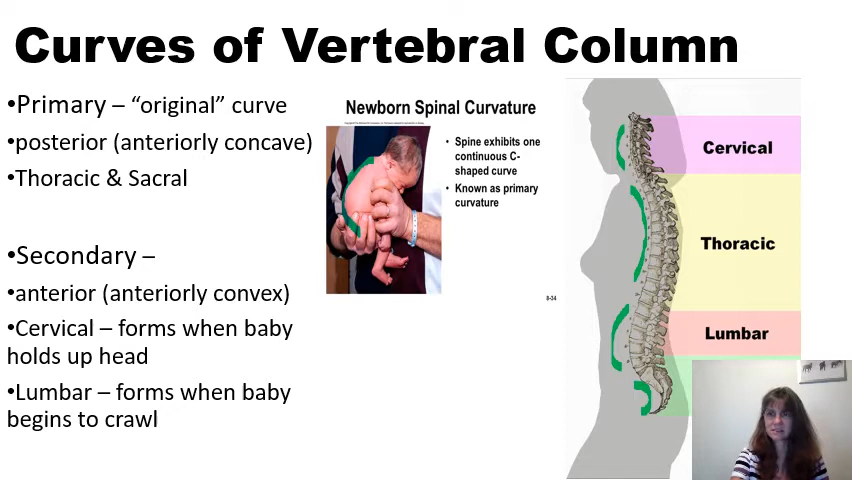 Curves of Vertebral Column
•Primary – “original” curve
•posterior (anteriorly concave)
•Thoracic & Sacral
•Secondary –
•anterior (anteriorly convex)
•Cervical – forms when baby
holds up head
•Lumbar – forms when baby
begins to crawl
Newborn Spinal Curvature
• Spine exhibits one
continuous C-
shaped curve
• Known as primary
curvature
8-34
Cervical
Thoracic
Lumbar